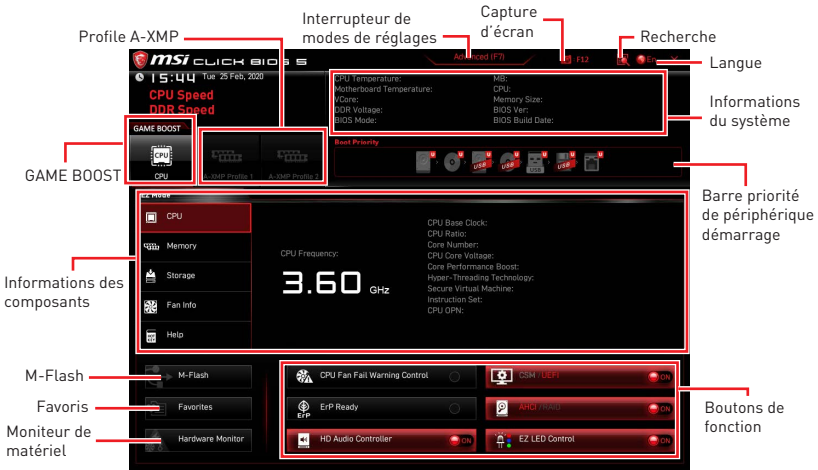 Interrupteur de
modes de réglages
Capture
d'écran
Profile A-XMP
Recherche
msi CLICK BIOS 5
Advanced (F7)
F12
En
X
Langue
15:44 Tue 25 Feb, 2020
CPU Speed
DDR Speed
CPU Temperature:
Motherboard Temperature:
VCore:
DDR Voltage:
BIOS Mode:
MB:
CPU:
Memory Size:
BIOS Ver:
BIOS Build Date:
Informations
du système
GAME BOOST
CPU
CPU
A-XMP Profile 1
A-XMP Profile 2
Boot Priority
U
U
USB U
USB U
USB U
USB U
U
GAME BOOST
Barre priorité
de périphérique
démarrage
EZ Mode
CPU
Memory
Storage
Fan Info
Help
CPU Frequency:
3.60 GHz
CPU Base Clock:
CPU Ratio:
Core Number:
CPU Core Voltage:
Core Performance Boost:
Hyper-Threading Technology:
Secure Virtual Machine:
Instruction Set:
CPU OPN:
Informations des
composants
M-Flash
M-Flash
Favoris
Favorites
Moniteur de
matériel
Hardware Monitor
CPU Fan Fail Warning Control
CSM /UEFI
ON
ErP
ErP Ready
AHCI /RAID
ON
HD Audio Controller
ON
EZ LED Control
ON
Boutons de
fonction